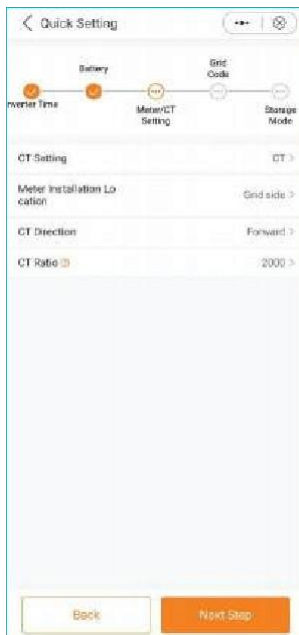 Quick Setting
Battery
Grid
Code
nverter Time
Meter/CT
Setting
Storage
Mode
CT Setting
CT
Meter Installation Lo
cation
Grid side
CT Direction
Forward
CT Ratio
2000
Back
Next Step